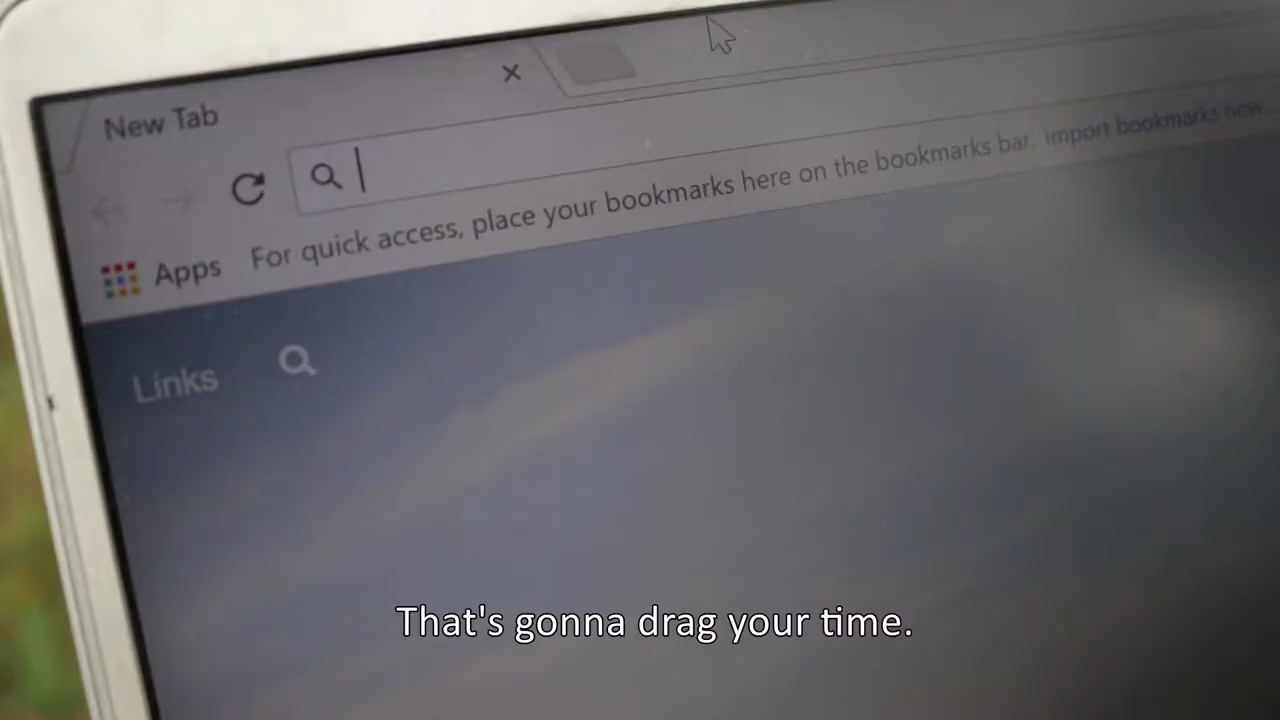 New Tab
For quick access, place your bookmarks here on the bookmarks bar. Import bookmarks now...
Apps
Links
That's gonna drag your time.